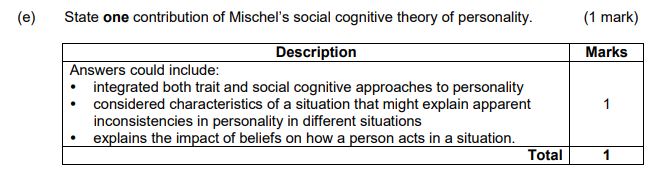 (e) State one contribution of Mischel's social cognitive theory of personality. (1 mark)
Description Marks
Answers could include:
• integrated both trait and social cognitive approaches to personality
• considered characteristics of a situation that might explain apparent
inconsistencies in personality in different situations
• explains the impact of beliefs on how a person acts in a situation.
1
Total 1